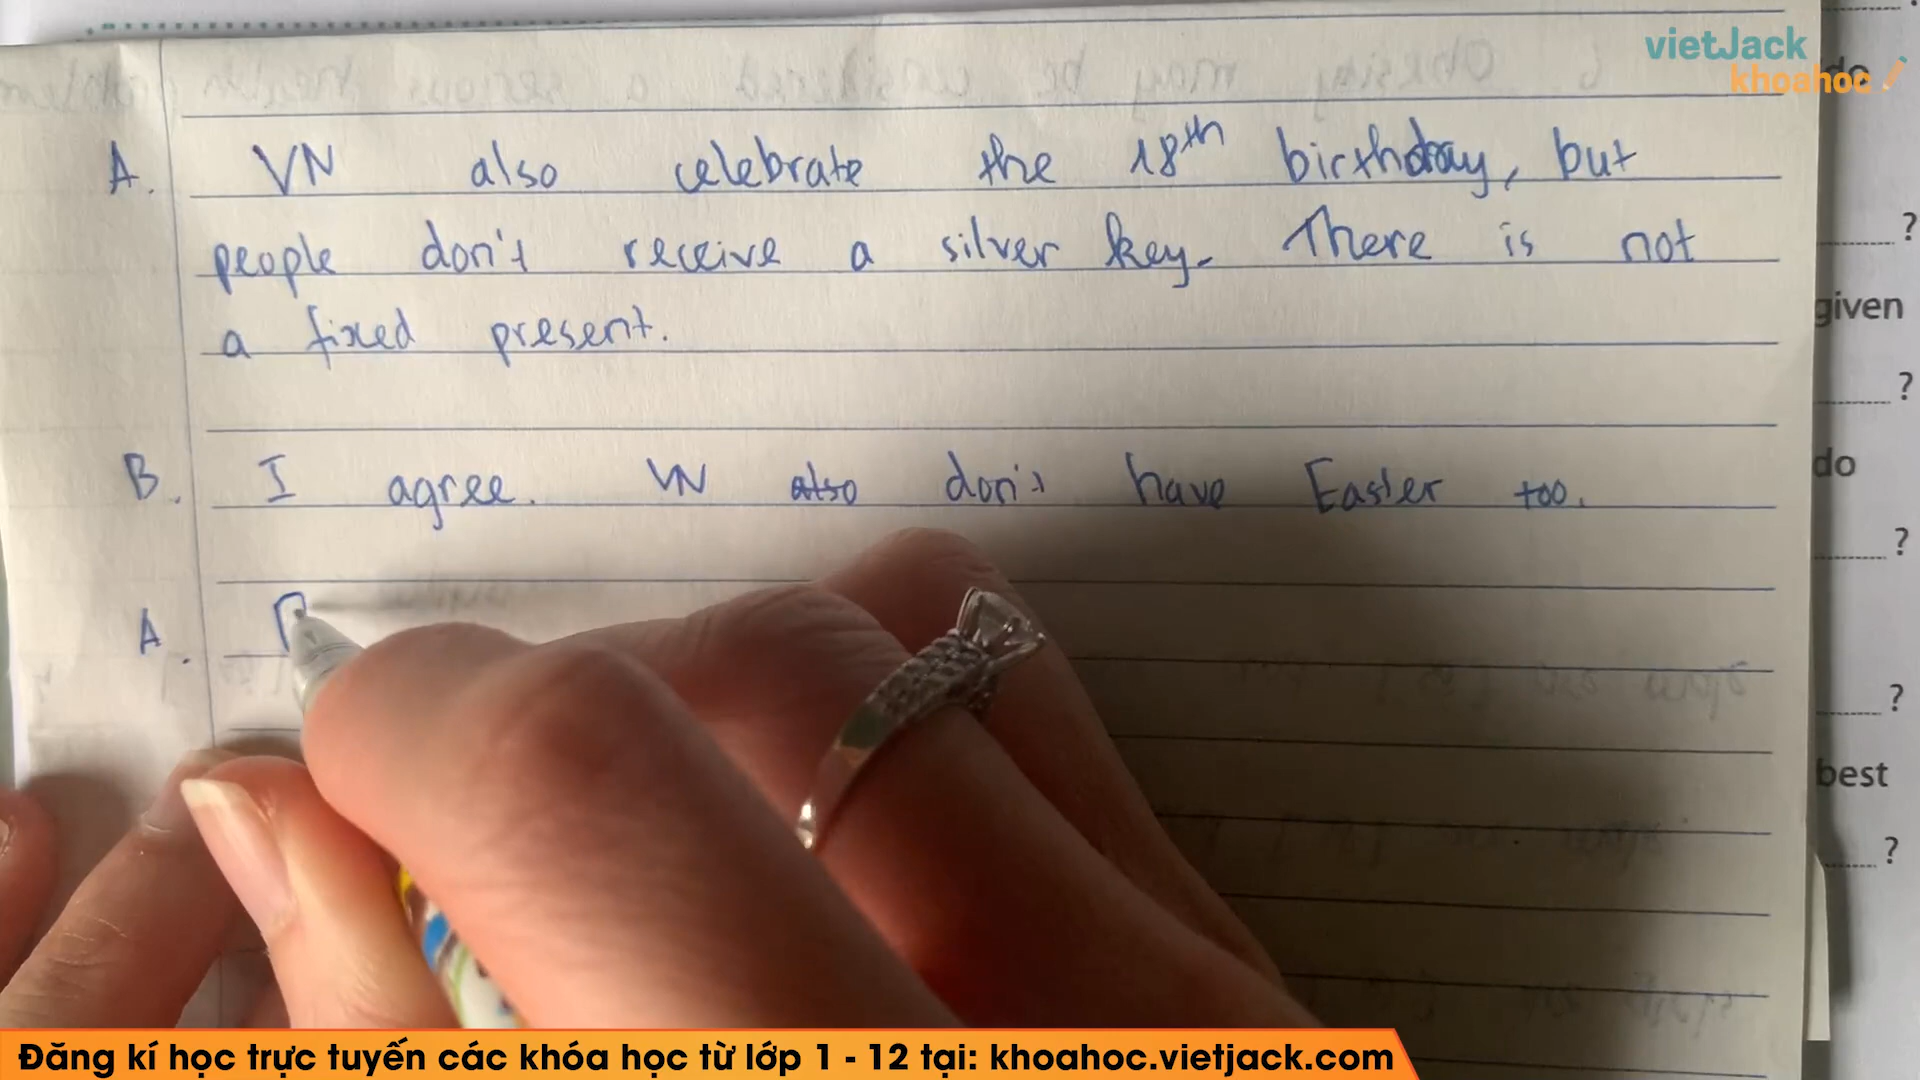 vietJack
khoahoc
do
A. VN also celebrate the 18th birthday, but
people don't receive a silver key. There is not
?
a fixed present.
given
?
B. I agree. VN also don't have Easter too.
do
?
A.
?
best
?
Đăng kí học trực tuyến các khóa học từ lớp 1 - 12 tại: khoahoc.vietjack.com